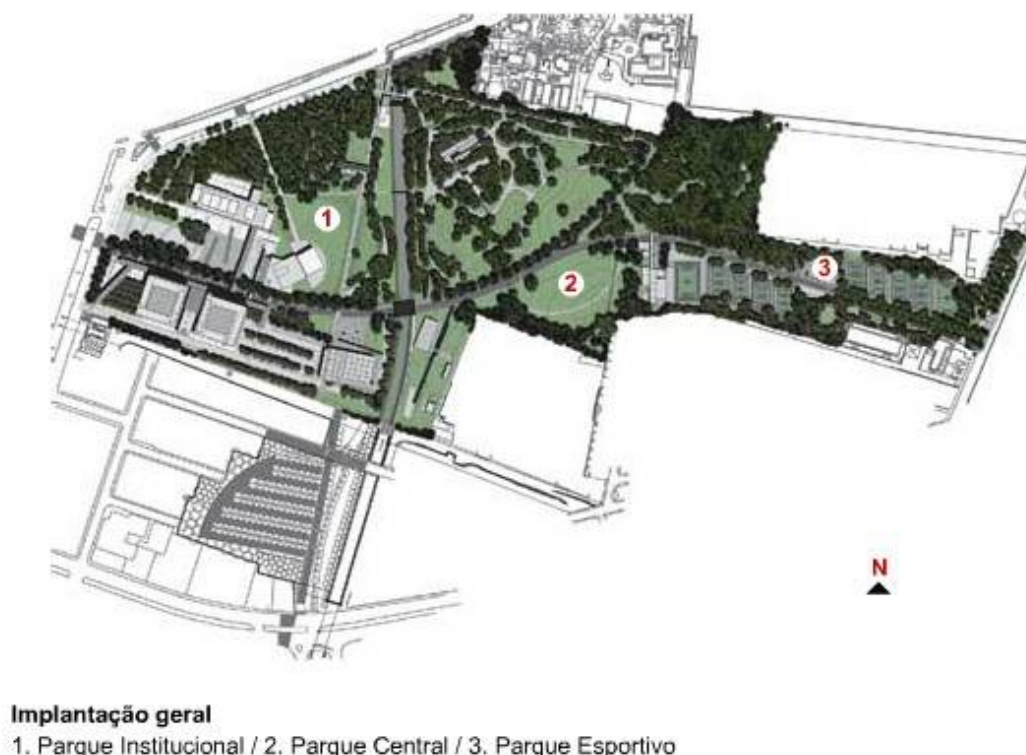 1
2
3
N
Implantação geral
1. Parque Institucional / 2. Parque Central / 3. Parque Esportivo